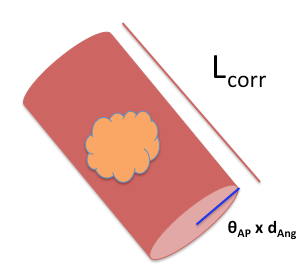 L_corr
θ_AP x d_Ang